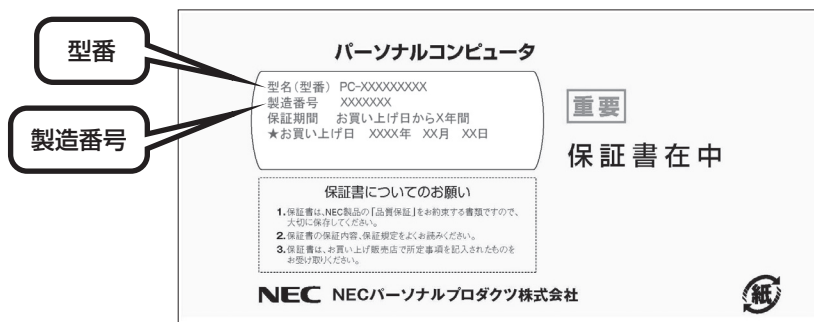 型番
製造番号
パーソナルコンピュータ
型名(型番) PC-XXXXXXXXX
製造番号 XXXXXXX
保証期間 お買い上げ日からX年間
★お買い上げ日 XXXX年 XX月 XX日
重要
保証書在中
保証書についてのお願い
1.保証書は、NEC製品の「品質保証」をお約束する書類ですので、
大切に保存してください。
2.保証書の保証内容、保証規定をよくお読みください。
3.保証書は、お買い上げ販売店で所定事項を記入されたものを
お受け取りください。
NEC NECパーソナルプロダクツ株式会社
紙